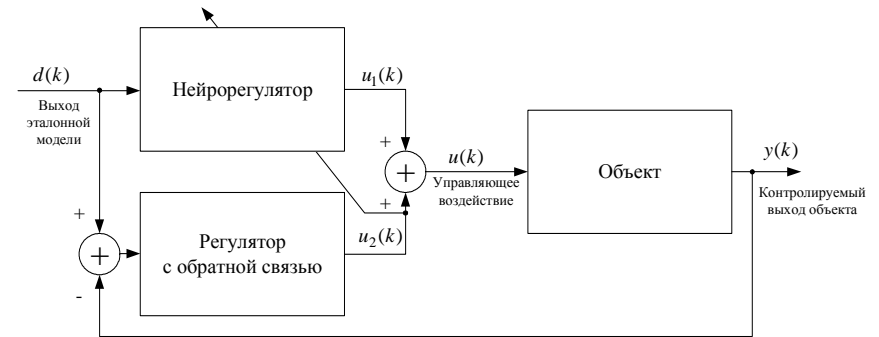 d(k)
Выход
эталонной
модели
Нейрорегулятор
u₁(k)
+
+
+
u(k)
Управляющее
воздействие
Объект
y(k)
Контролируемый
выход объекта
+
+
-
Регулятор
с обратной связью
u₂(k)